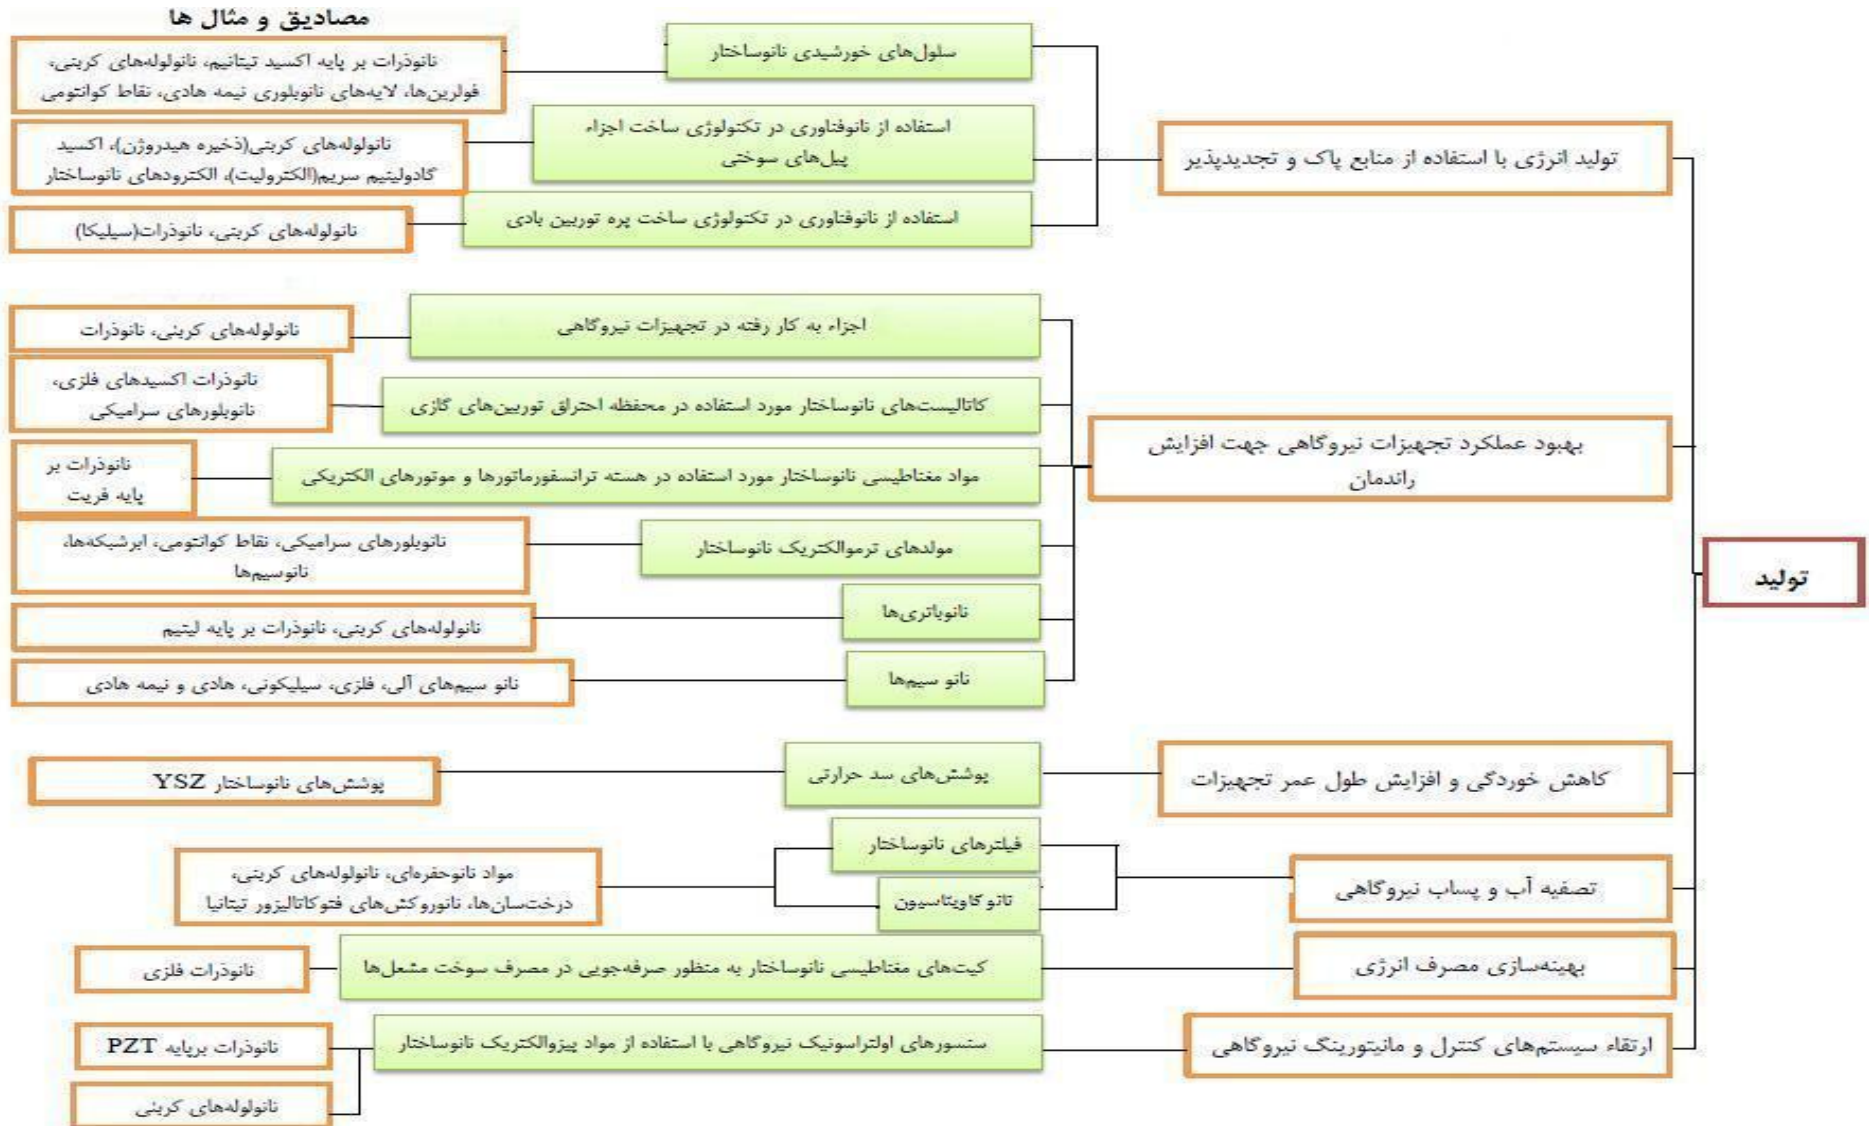 مصادیق و مثال ها
تولید
تولید انرژی با استفاده از منابع پاک و تجدیدپذیر
سلول‌های خورشیدی نانوساختار
نانوذرات بر پایه اکسید تیتانیم، نانولوله‌های کربنی،
فولرین‌ها، لایه‌های نانوبلوری نیمه هادی، نقاط کوانتومی
استفاده از نانوفناوری در تکنولوژی ساخت اجزاء
پیل‌های سوختی
نانولوله‌های کربنی(ذخیره هیدروژن)، اکسید
گادولینیم سریم(الکترولیت)، الکترودهای نانوساختار
استفاده از نانوفناوری در تکنولوژی ساخت پره توربین بادی
نانولوله‌های کربنی، نانوذرات(سیلیکا)
بهبود عملکرد تجهیزات نیروگاهی جهت افزایش
راندمان
اجزاء به کار رفته در تجهیزات نیروگاهی
نانولوله‌های کربنی، نانوذرات
کاتالیست‌های نانوساختار مورد استفاده در محفظه احتراق توربین‌های گازی
نانوذرات اکسیدهای فلزی،
نانوبلورهای سرامیکی
مواد مغناطیسی نانوساختار مورد استفاده در هسته ترانسفورماتورها و موتورهای الکتریکی
نانوذرات بر
پایه فریت
مولدهای ترموالکتریک نانوساختار
نانوبلورهای سرامیکی، نقاط کوانتومی، ابرشبکه‌ها،
نانوسیم‌ها
نانوباتری‌ها
نانولوله‌های کربنی، نانوذرات بر پایه لیتیم
نانو سیم‌ها
نانو سیم‌های آلی، فلزی، سیلیکونی، هادی و نیمه هادی
کاهش خوردگی و افزایش طول عمر تجهیزات
پوشش‌های سد حرارتی
پوشش‌های نانوساختار YSZ
تصفیه آب و پساب نیروگاهی
فیلترهای نانوساختار
نانو کاویتاسیون
مواد نانوحفره‌ای، نانولوله‌های کربنی،
درخت‌سان‌ها، نانوروکش‌های فتوکاتالیزور تیتانیا
بهینه‌سازی مصرف انرژی
کیت‌های مغناطیسی نانوساختار به منظور صرفه‌جویی در مصرف سوخت مشعل‌ها
نانوذرات فلزی
ارتقاء سیستم‌های کنترل و مانیتورینگ نیروگاهی
سنسورهای اولتراسونیک نیروگاهی با استفاده از مواد پیزوالکتریک نانوساختار
نانوذرات برپایه PZT
نانولوله‌های کربنی